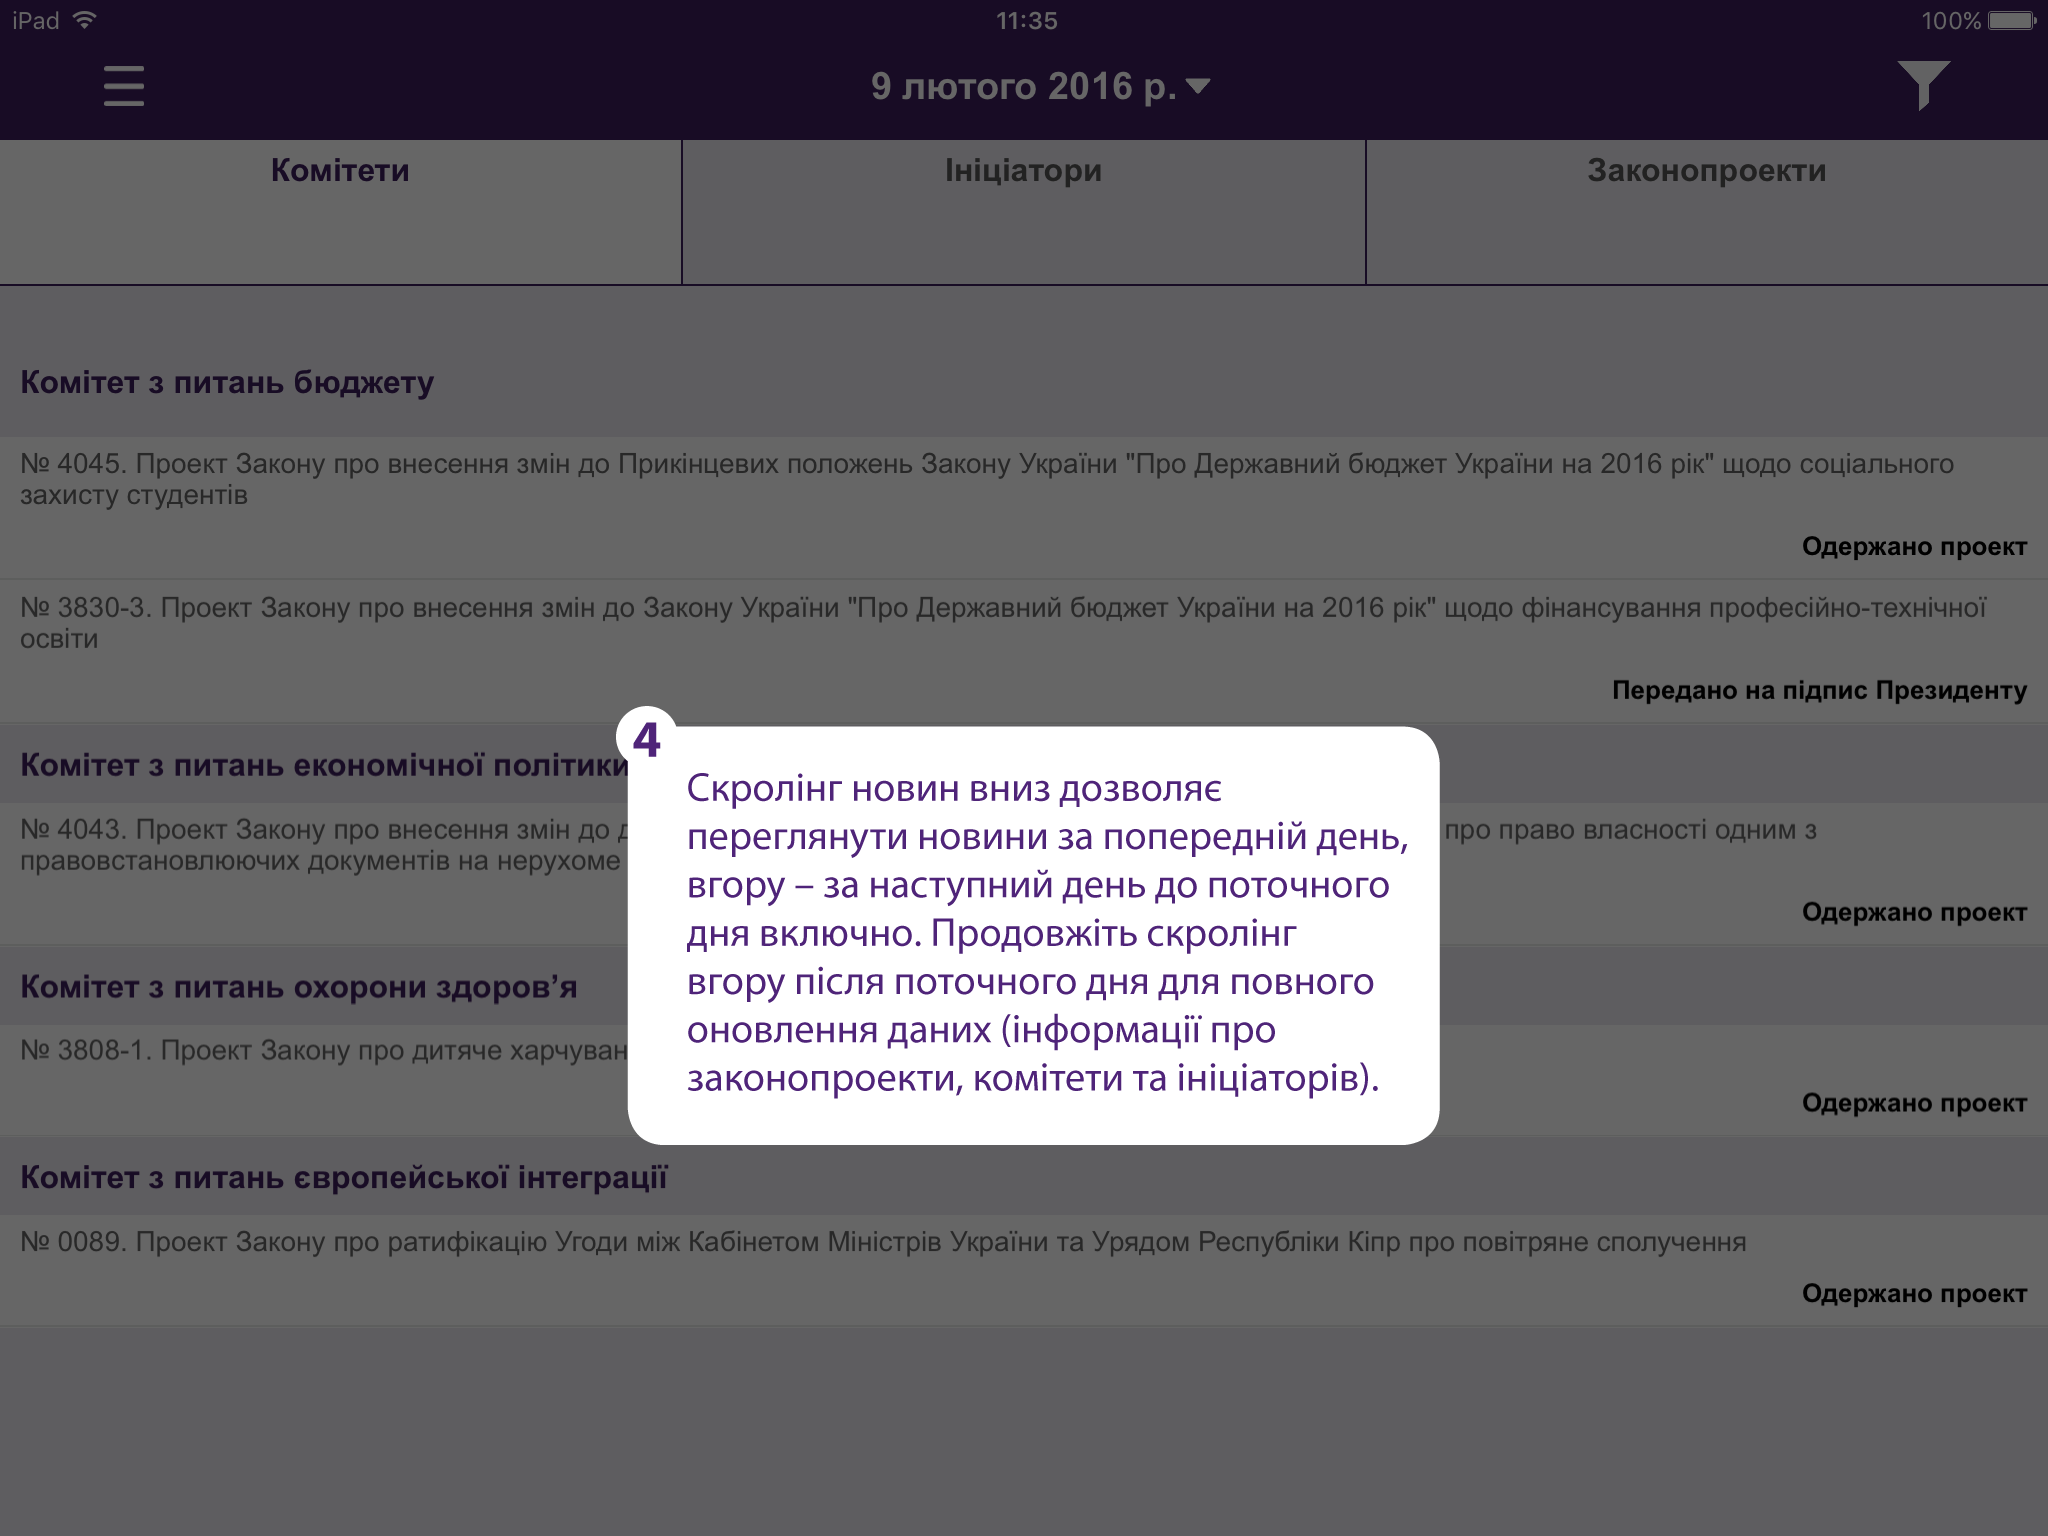 iPad 11:35 100%
9 лютого 2016 р.
Комітети Ініціатори Законопроекти
Комітет з питань бюджету
№ 4045. Проект Закону про внесення змін до Прикінцевих положень Закону України "Про Державний бюджет України на 2016 рік" щодо соціального
захисту студентів
Одержано проект
№ 3830-3. Проект Закону про внесення змін до Закону України "Про Державний бюджет України на 2016 рік" щодо фінансування професійно-технічної
освіти
Передано на підпис Президенту
Комітет з питань економічної політики
№ 4043. Проект Закону про внесення змін до про право власності одним з
правовстановлюючих документів на нерухоме
Одержано проект
Комітет з питань охорони здоров’я
№ 3808-1. Проект Закону про дитяче
Одержано проект
Комітет з питань європейської інтеграції
№ 0089. Проект Закону про ратифікацію Угоди між Кабінетом Міністрів України та Урядом Республіки Кіпр про повітряне сполучення
Одержано проект
4
Скролінг новин вниз дозволяє
переглянути новини за попередній день,
вгору – за наступний день до поточного
дня включно. Продовжіть скролінг
вгору після поточного дня для повного
оновлення даних (інформації про
законопроекти, комітети та ініціаторів).